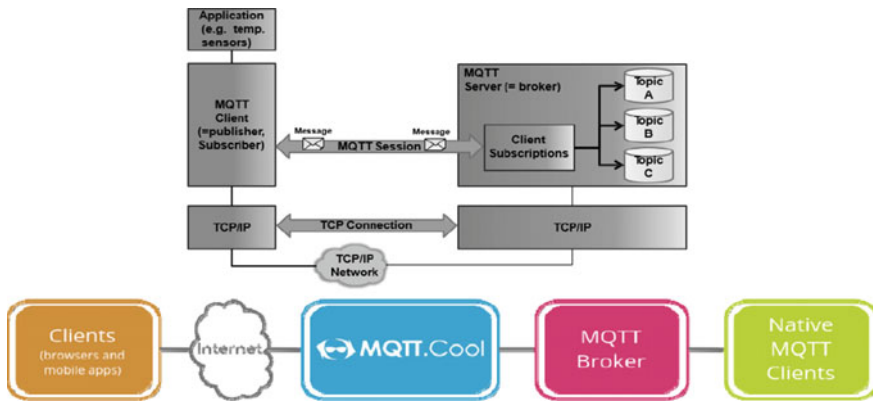 Application
(e.g. temp.
sensors)
MQTT
Client
(=publisher,
Subscriber)
Message
Message
MQTT Session
MQTT
Server (= broker)
Client
Subscriptions
Topic
A
Topic
B
Topic
C
TCP/IP
TCP Connection
TCP/IP
TCP/IP
Network
Clients
(browsers and
mobile apps)
Internet
MQTT.Cool
MQTT
Broker
Native
MQTT
Clients